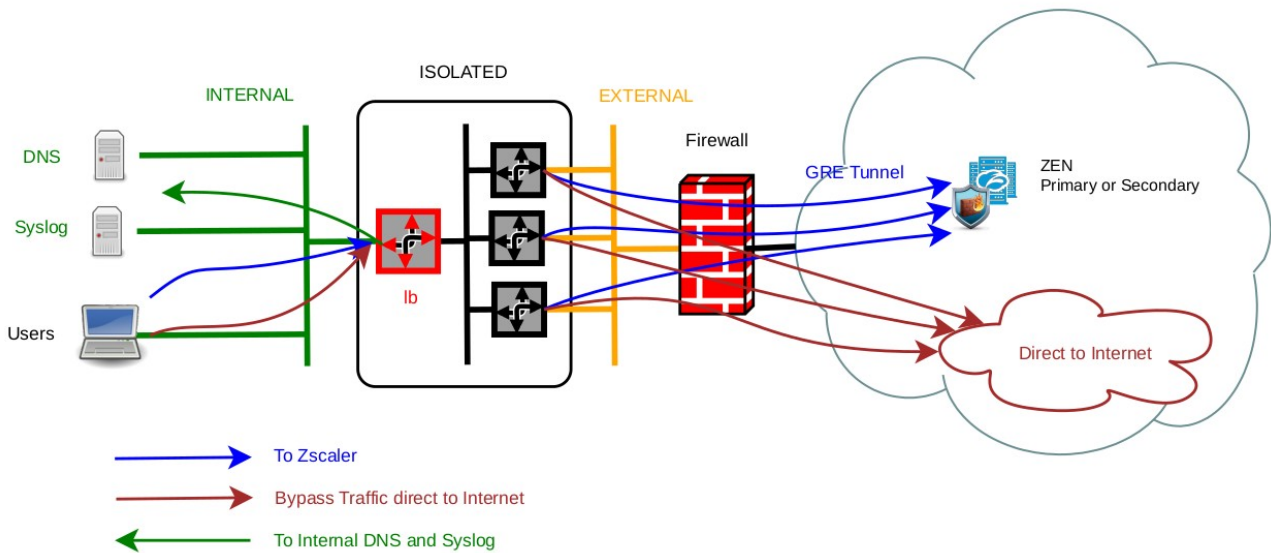 ISOLATED
INTERNAL
EXTERNAL
Firewall
DNS
GRE Tunnel
ZEN
Primary or Secondary
Syslog
lb
Users
Direct to Internet
To Zscaler
Bypass Traffic direct to Internet
To Internal DNS and Syslog